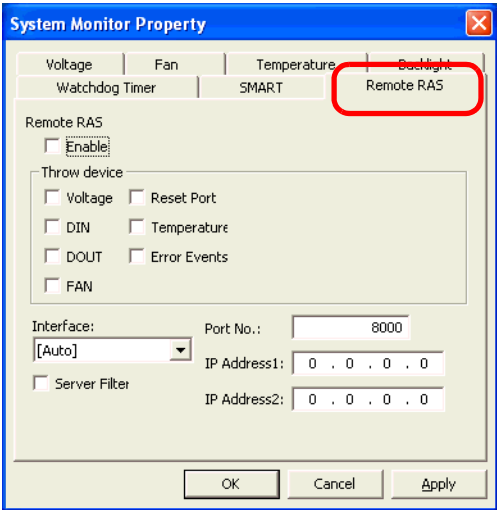 System Monitor Property
Voltage Fan Temperature Backlight
Watchdog Timer SMART Remote RAS
Remote RAS
Enable
Throw device
Voltage Reset Port
DIN Temperature
DOUT Error Events
FAN
Interface: Port No.: 8000
[Auto] IP Address1: 0 . 0 . 0 . 0
Server Filter IP Address2: 0 . 0 . 0 . 0
OK Cancel Apply